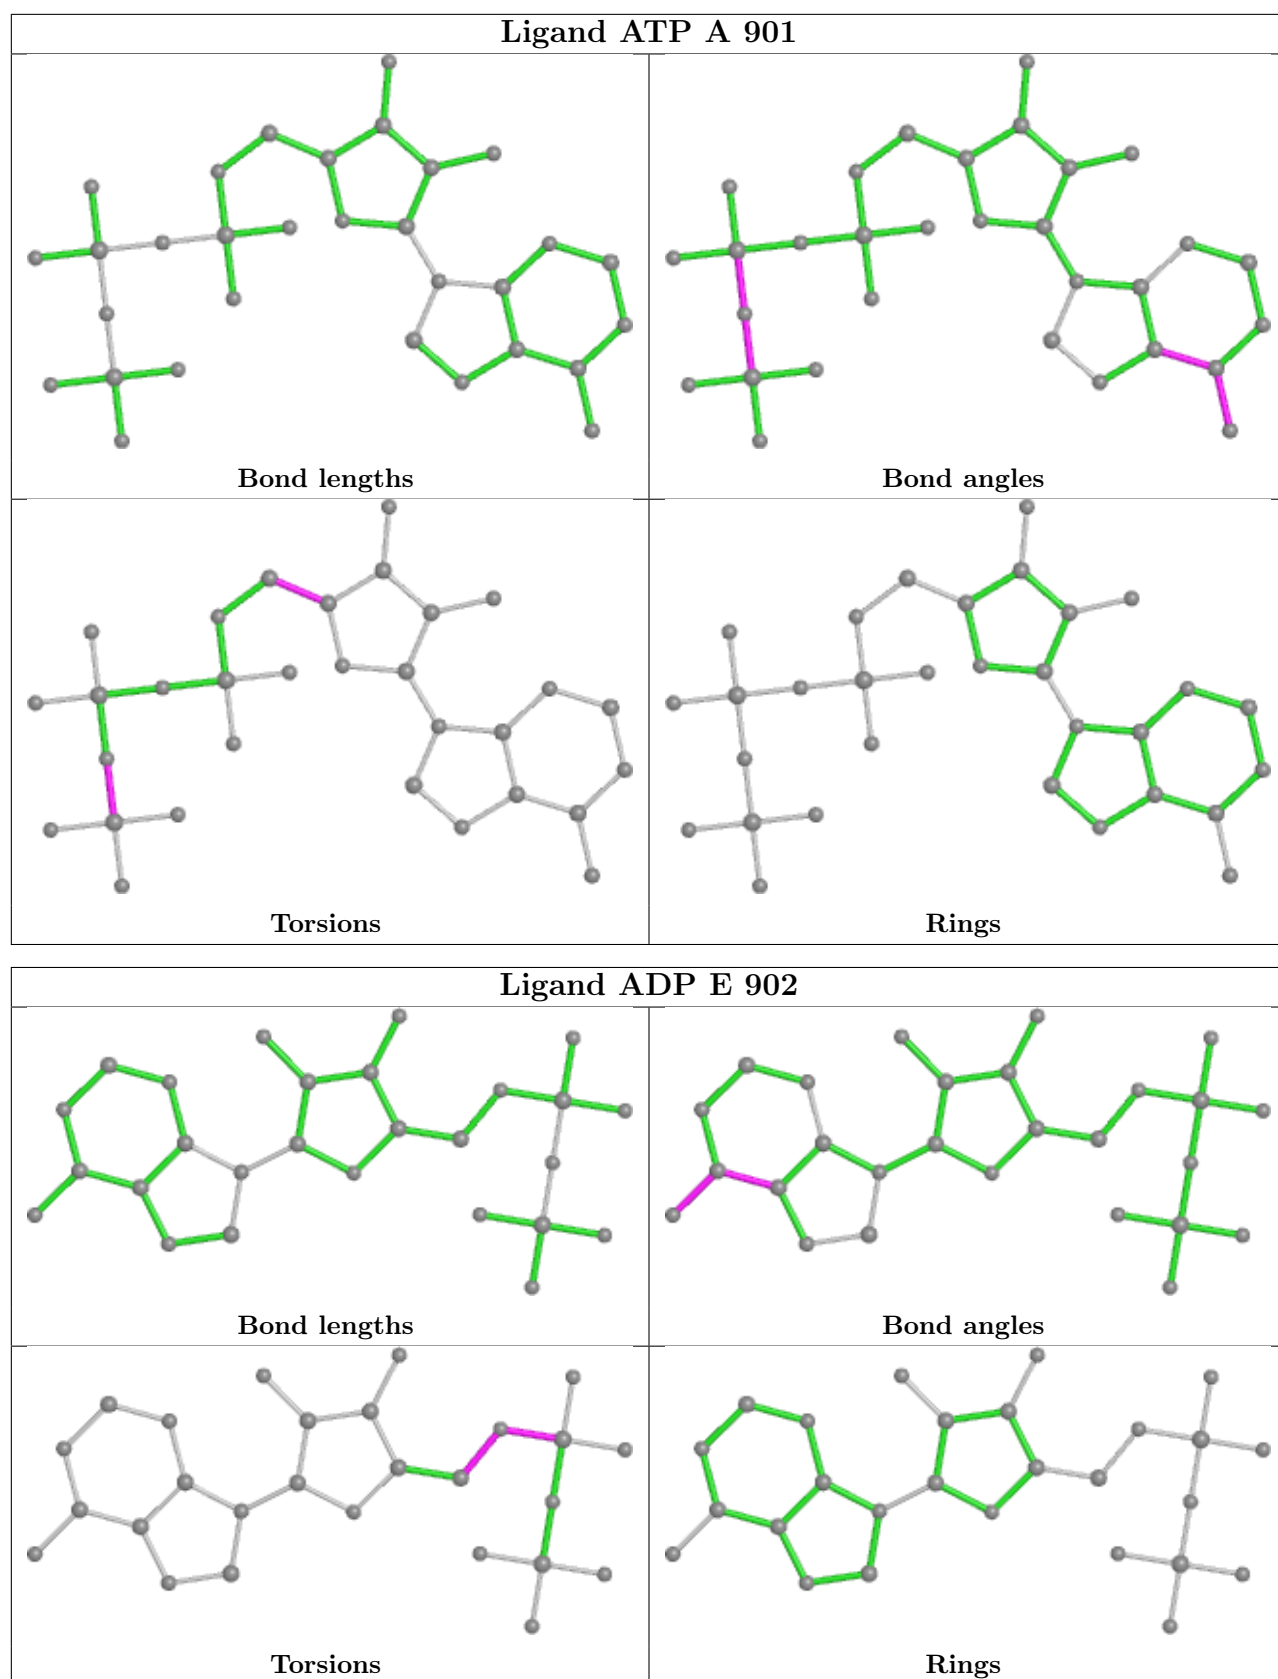 Ligand ATP A 901
Bond lengths
Bond angles
Torsions
Rings
Ligand ADP E 902
Bond lengths
Bond angles
Torsions
Rings